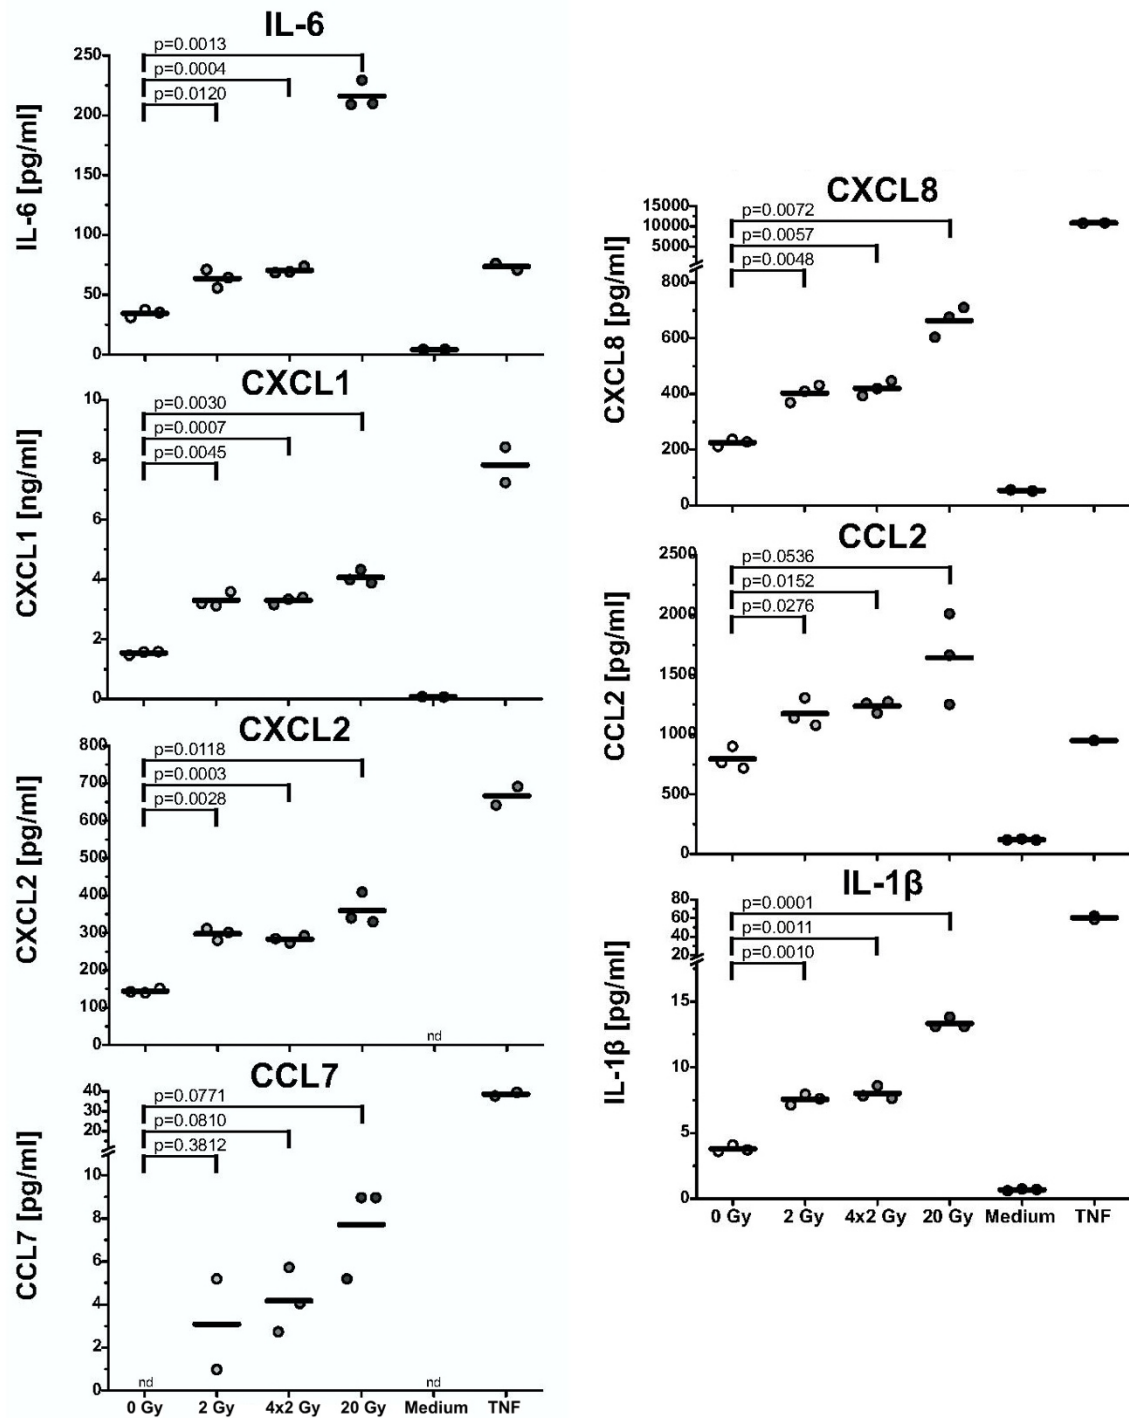 IL-6
IL-6 [pg/ml]
250
200
150
100
50
0
p=0.0013
p=0.0004
p=0.0120
CXCL1
CXCL1 [ng/ml]
10
8
6
4
2
0
p=0.0030
p=0.0007
p=0.0045
CXCL2
CXCL2 [pg/ml]
800
700
600
500
400
300
200
100
0
p=0.0118
p=0.0003
p=0.0028
nd
CCL7
CCL7 [pg/ml]
40
30
20
10
8
6
4
2
0
p=0.0771
p=0.0810
p=0.3812
nd
nd
0 Gy 2 Gy 4x2 Gy 20 Gy Medium TNF
CXCL8
CXCL8 [pg/ml]
15000
10000
5000
800
600
400
200
0
p=0.0072
p=0.0057
p=0.0048
CCL2
CCL2 [pg/ml]
2500
2000
1500
1000
500
0
p=0.0536
p=0.0152
p=0.0276
IL-1β
IL-1β [pg/ml]
80
60
40
20
15
10
5
0
p=0.0001
p=0.0011
p=0.0010
0 Gy 2 Gy 4x2 Gy 20 Gy Medium TNF